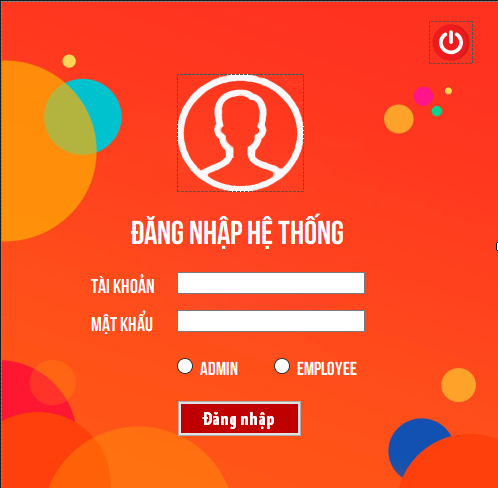 ĐĂNG NHẬP HỆ THỐNG
TÀI KHOẢN
MẬT KHẨU
ADMIN EMPLOYEE
Đăng nhập